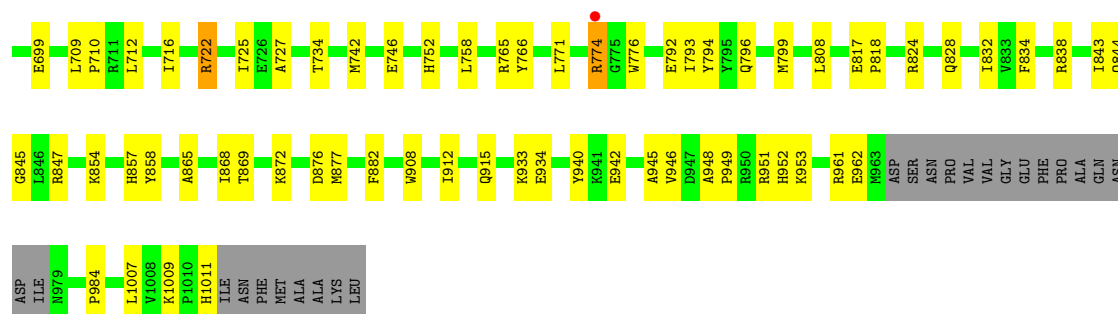 E699 L709 P710 R711 L712 I716 R722 I725 E726 A727 T734 M742 E746 H752 L758 R765 Y766 L771 R774 G775 W776 E792 I793 Y794 Y795 Q796 M799 L808 E817 P818 R824 Q828 I832 V833 F834 R838 I843
G845 L846 R847 K854 H857 Y858 A865 I868 T869 K872 D876 M877 F882 W908 I912 Q915 K933 E934 Y940 K941 E942 A945 V946 D947 A948 P949 R950 R951 H952 K953 R961 E962 M963 ASP SER ASN PRO VAL VAL GLY GLU PHE PRO ALA GLN ASN
ASP ILE N979 P984 L1007 V1008 K1009 P1010 H1011 ILE ASN PHE MET ALA ALA LYS LEU